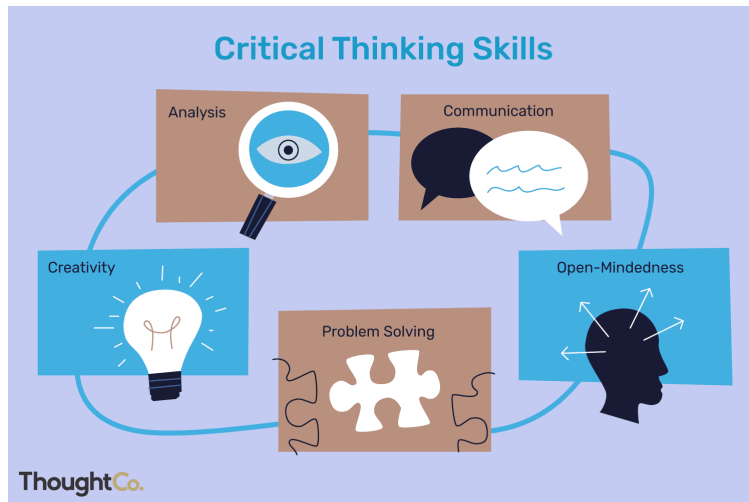 Critical Thinking Skills
Analysis
Communication
Creativity
Open-Mindedness
Problem Solving
ThoughtCo.